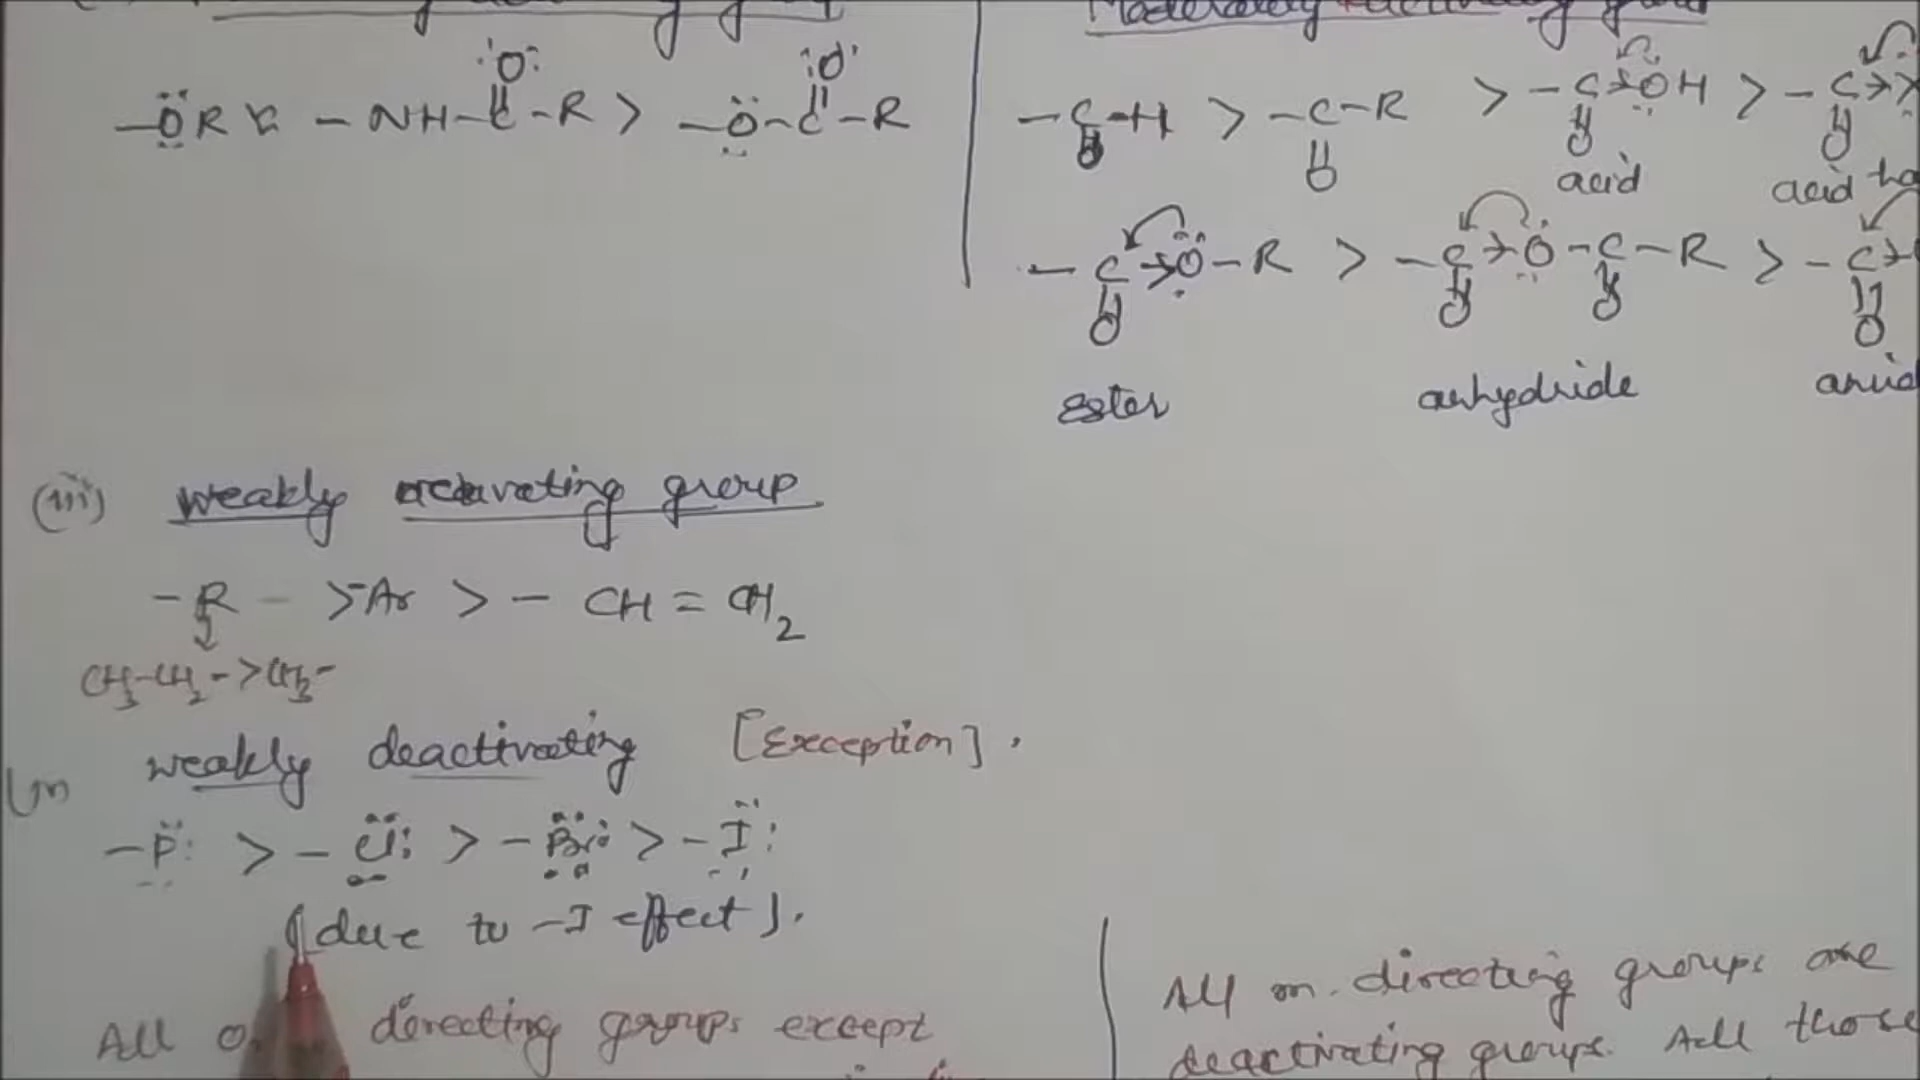 Moderately
-ÖR > -NH-C-R > -O-C-R
:O: :O:
-C-H > -C-R > -C→OH > -C→X
O O O O
acid acid
-C→O-R > -C→O-C-R > -C→
O O O O
Ester anhydride
(iii) weakly activating group
-R - >-Ar > - CH = CH2
CH3-CH2- > CH3-
weakly deactivating [Exception].
-F: > -Cl: > -Br: > -I:
[due to -I effect].
All directing groups except
All m. directing groups are
deactivating groups. All those